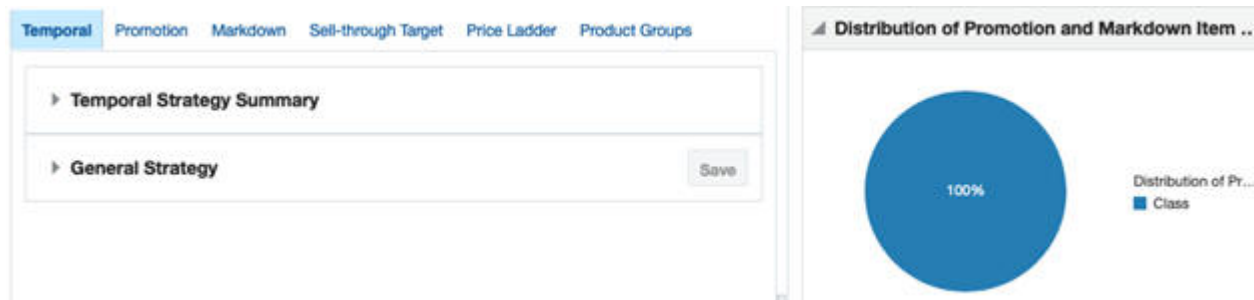 Temporal Promotion Markdown Sell-through Target Price Ladder Product Groups
Temporal Strategy Summary
General Strategy
Save
Distribution of Promotion and Markdown Item ...
100%
Distribution of Pr...
Class